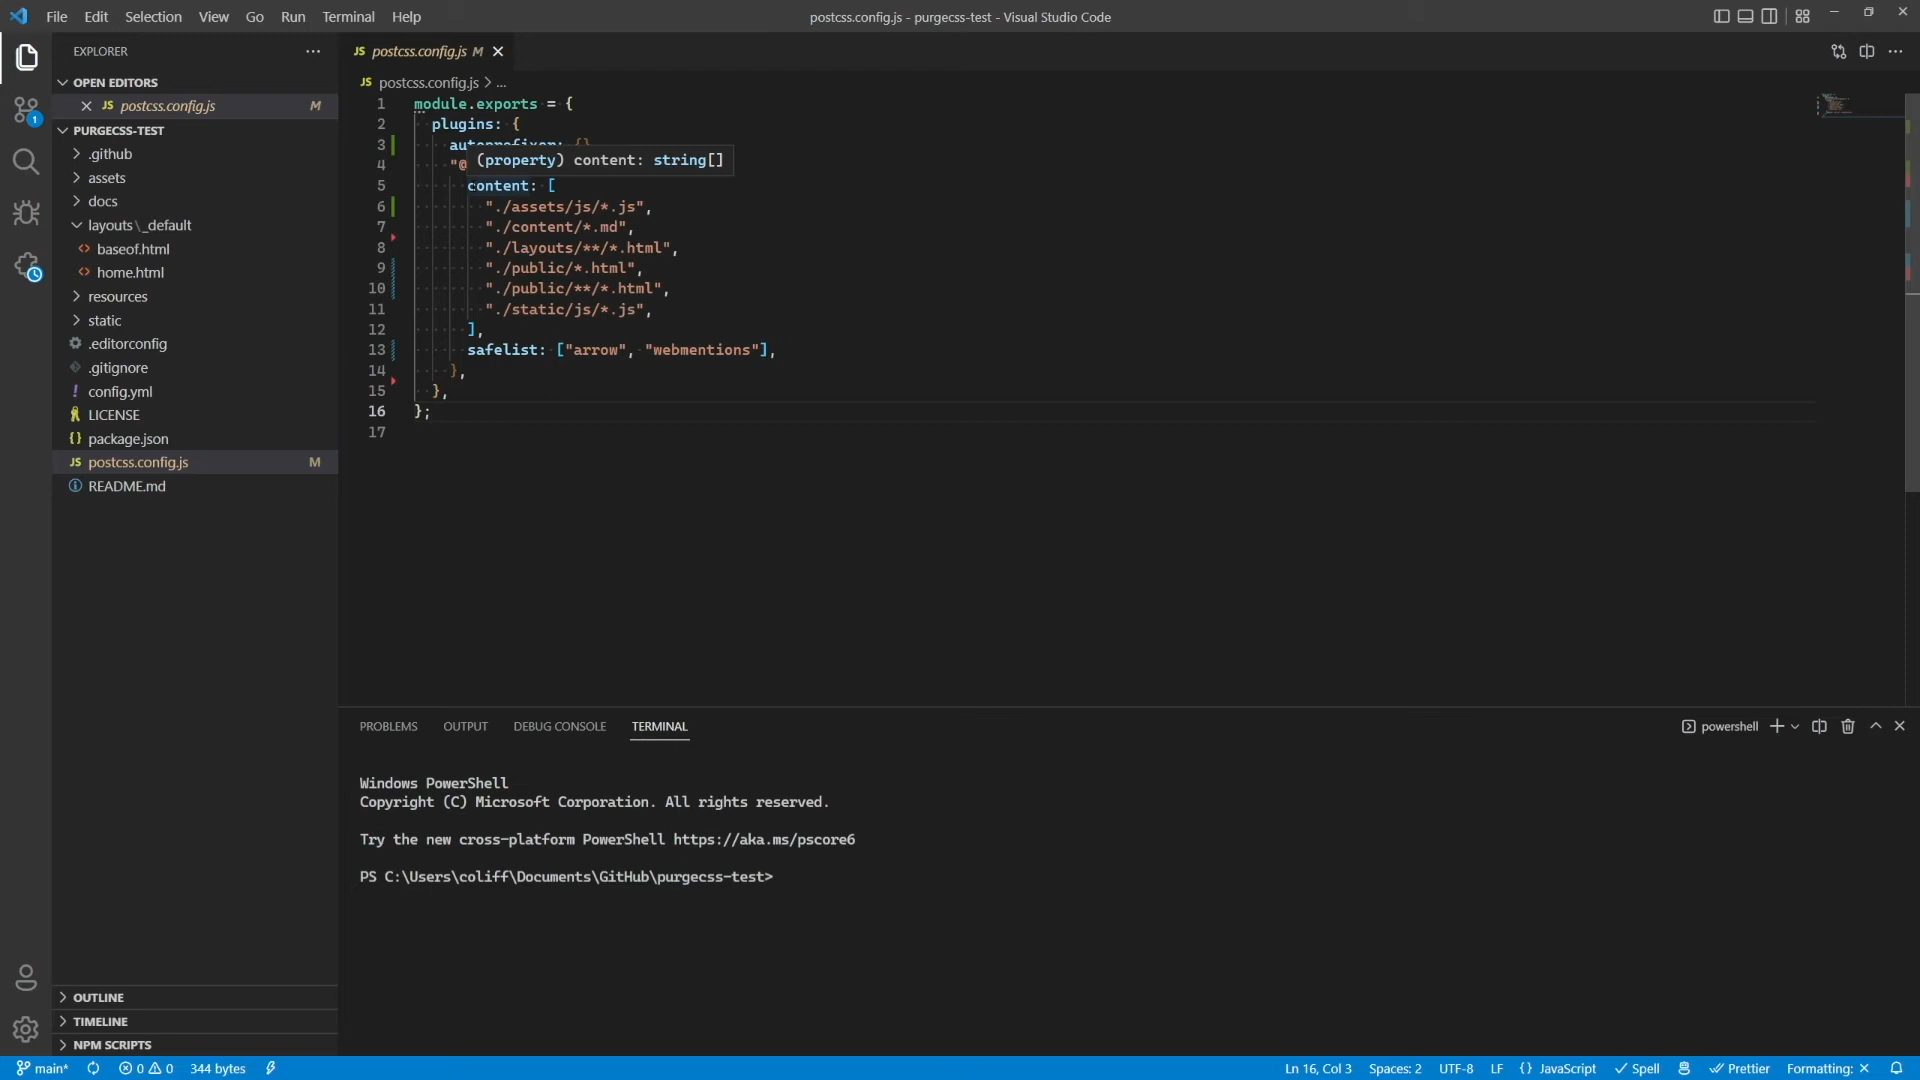 File Edit Selection View Go Run Terminal Help
postcss.config.js - purgecss-test - Visual Studio Code
EXPLORER
OPEN EDITORS
JS postcss.config.js M
PURGECSS-TEST
.github
assets
docs
layouts\_default
baseof.html
home.html
resources
static
.editorconfig
.gitignore
config.yml
LICENSE
package.json
JS postcss.config.js M
README.md
OUTLINE
TIMELINE
NPM SCRIPTS
1
JS postcss.config.js M
JS postcss.config.js > ...
1 module.exports = {
2 plugins: {
3 autoprefixer: {}
4 "@
(property) content: string[]
5 content: [
6 "./assets/js/*.js",
7 "./content/*.md",
8 "./layouts/**/*.html",
9 "./public/*.html",
10 "./public/**/*.html",
11 "./static/js/*.js",
12 ],
13 safelist: ["arrow", "webmentions"],
14 },
15 },
16 };
17
PROBLEMS OUTPUT DEBUG CONSOLE TERMINAL
powershell
Windows PowerShell
Copyright (C) Microsoft Corporation. All rights reserved.
Try the new cross-platform PowerShell https://aka.ms/pscore6
PS C:\Users\coliff\Documents\GitHub\purgecss-test>
main* 0 0 344 bytes
Ln 16, Col 3 Spaces: 2 UTF-8 LF {} JavaScript Spell Prettier Formatting: ×